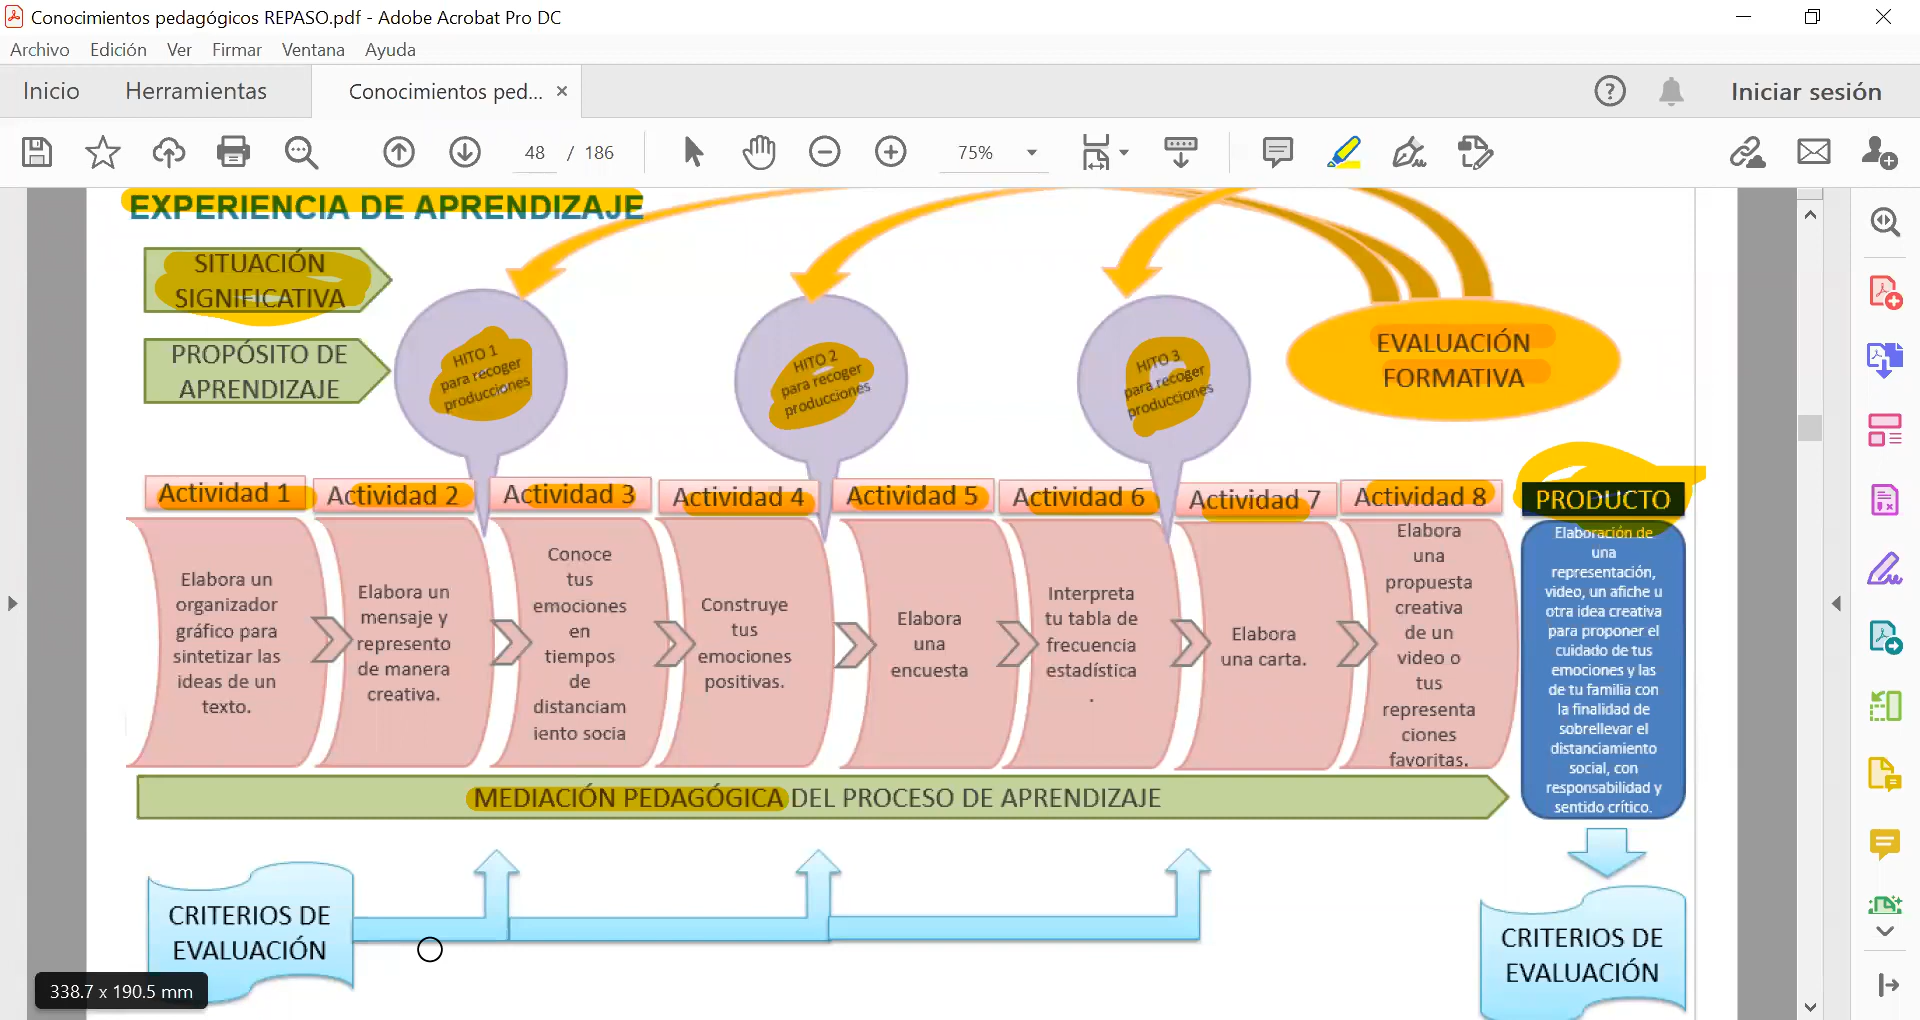 Conocimientos pedagógicos REPASO.pdf - Adobe Acrobat Pro DC
Archivo Edición Ver Firmar Ventana Ayuda
Inicio Herramientas Conocimientos ped... × Iniciar sesión
48 / 186 75%
EXPERIENCIA DE APRENDIZAJE
SITUACIÓN
SIGNIFICATIVA
PROPÓSITO DE
APRENDIZAJE
HITO 1
para recoger
producciones
HITO 2
para recoger
producciones
HITO 3
para recoger
producciones
EVALUACIÓN
FORMATIVA
Actividad 1
Elabora un
organizador
gráfico para
sintetizar las
ideas de un
texto.
Actividad 2
Elabora un
mensaje y
represento
de manera
creativa.
Actividad 3
Conoce
tus
emociones
en
tiempos
de
distanciam
iento socia
Actividad 4
Construye
tus
emociones
positivas.
Actividad 5
Elabora
una
encuesta
Actividad 6
Interpreta
tu tabla de
frecuencia
estadística
.
Actividad 7
Elabora
una carta.
Actividad 8
Elabora
una
propuesta
creativa
de un
video o
tus
representa
ciones
favoritas.
PRODUCTO
Elaboración de
una
representación,
video, un afiche u
otra idea creativa
para proponer el
cuidado de tus
emociones y las
de tu familia con
la finalidad de
sobrellevar el
distanciamiento
social, con
responsabilidad y
sentido crítico.
MEDIACIÓN PEDAGÓGICA DEL PROCESO DE APRENDIZAJE
CRITERIOS DE
EVALUACIÓN
CRITERIOS DE
EVALUACIÓN
338.7 x 190.5 mm